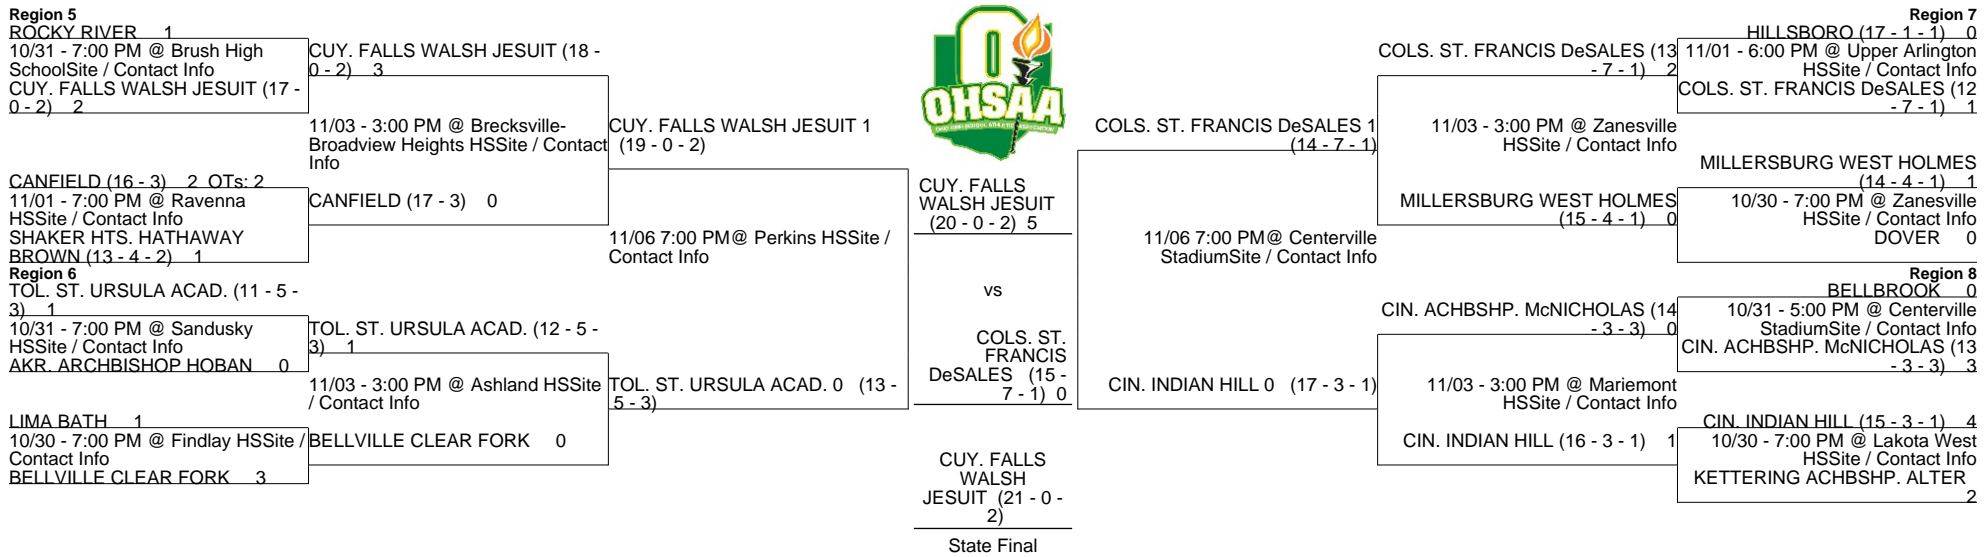 Region 5
ROCKY RIVER 1
10/31 - 7:00 PM @ Brush High
SchoolSite / Contact Info
CUY. FALLS WALSH JESUIT (17 -
0 - 2) 2
CANFIELD (16 - 3) 2 OTs: 2
11/01 - 7:00 PM @ Ravenna
HSSite / Contact Info
SHAKER HTS. HATHAWAY
BROWN (13 - 4 - 2) 1
Region 6
TOL. ST. URSULA ACAD. (11 - 5 -
3) 1
10/31 - 7:00 PM @ Sandusky
HSSite / Contact Info
AKR. ARCHBISHOP HOBAN 0
LIMA BATH 1
10/30 - 7:00 PM @ Findlay HSSite /
Contact Info
BELLVILLE CLEAR FORK 3
CUY. FALLS WALSH JESUIT (18 -
0 - 2) 3
11/03 - 3:00 PM @ Brecksville-
Broadview Heights HSSite / Contact
Info
CANFIELD (17 - 3) 0
TOL. ST. URSULA ACAD. (12 - 5 -
3) 1
11/03 - 3:00 PM @ Ashland HSSite
/ Contact Info
BELLVILLE CLEAR FORK 0
CUY. FALLS WALSH JESUIT 1
(19 - 0 - 2)
11/06 7:00 PM@ Perkins HSSite /
Contact Info
TOL. ST. URSULA ACAD. 0 (13 -
5 - 3)
OHSAA
CUY. FALLS
WALSH JESUIT
(20 - 0 - 2) 5
vs
COLS. ST.
FRANCIS
DeSALES (15 -
7 - 1) 0
CUY. FALLS
WALSH
JESUIT (21 - 0 -
2)
State Final
COLS. ST. FRANCIS DeSALES 1
(14 - 7 - 1)
11/06 7:00 PM@ Centerville
StadiumSite / Contact Info
CIN. INDIAN HILL 0 (17 - 3 - 1)
COLS. ST. FRANCIS DeSALES (13
- 7 - 1) 2
11/03 - 3:00 PM @ Zanesville
HSSite / Contact Info
MILLERSBURG WEST HOLMES
(15 - 4 - 1) 0
CIN. ACHBSHP. McNICHOLAS (14
- 3 - 3) 0
11/03 - 3:00 PM @ Mariemont
HSSite / Contact Info
CIN. INDIAN HILL (16 - 3 - 1) 1
Region 7
HILLSBORO (17 - 1 - 1) 0
11/01 - 6:00 PM @ Upper Arlington
HSSite / Contact Info
COLS. ST. FRANCIS DeSALES (12
- 7 - 1) 1
MILLERSBURG WEST HOLMES
(14 - 4 - 1) 1
10/30 - 7:00 PM @ Zanesville
HSSite / Contact Info
DOVER 0
Region 8
BELLBROOK 0
10/31 - 5:00 PM @ Centerville
StadiumSite / Contact Info
CIN. ACHBSHP. McNICHOLAS (13
- 3 - 3) 3
CIN. INDIAN HILL (15 - 3 - 1) 4
10/30 - 7:00 PM @ Lakota West
HSSite / Contact Info
KETTERING ACHBSHP. ALTER
2